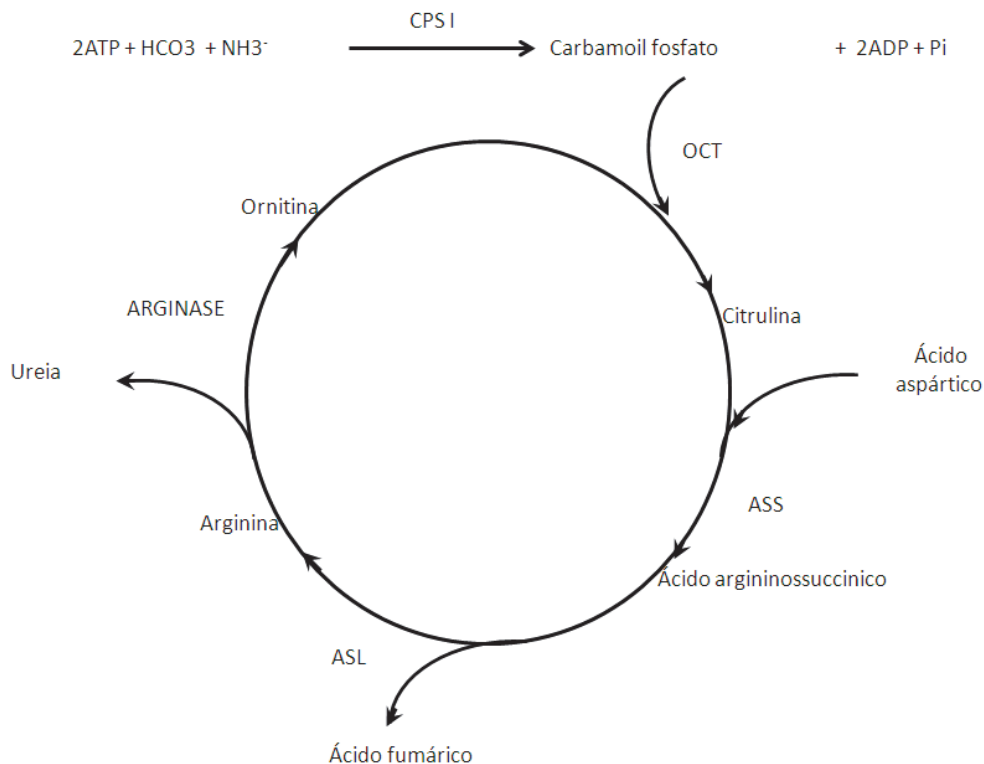 CPS I
2ATP + HCO3 + NH3⁻ Carbamoil fosfato + 2ADP + Pi
OCT
Ornitina
ARGINASE
Citrulina
Ureia
Ácido
aspártico
ASS
Arginina
Ácido argininossuccinico
ASL
Ácido fumárico